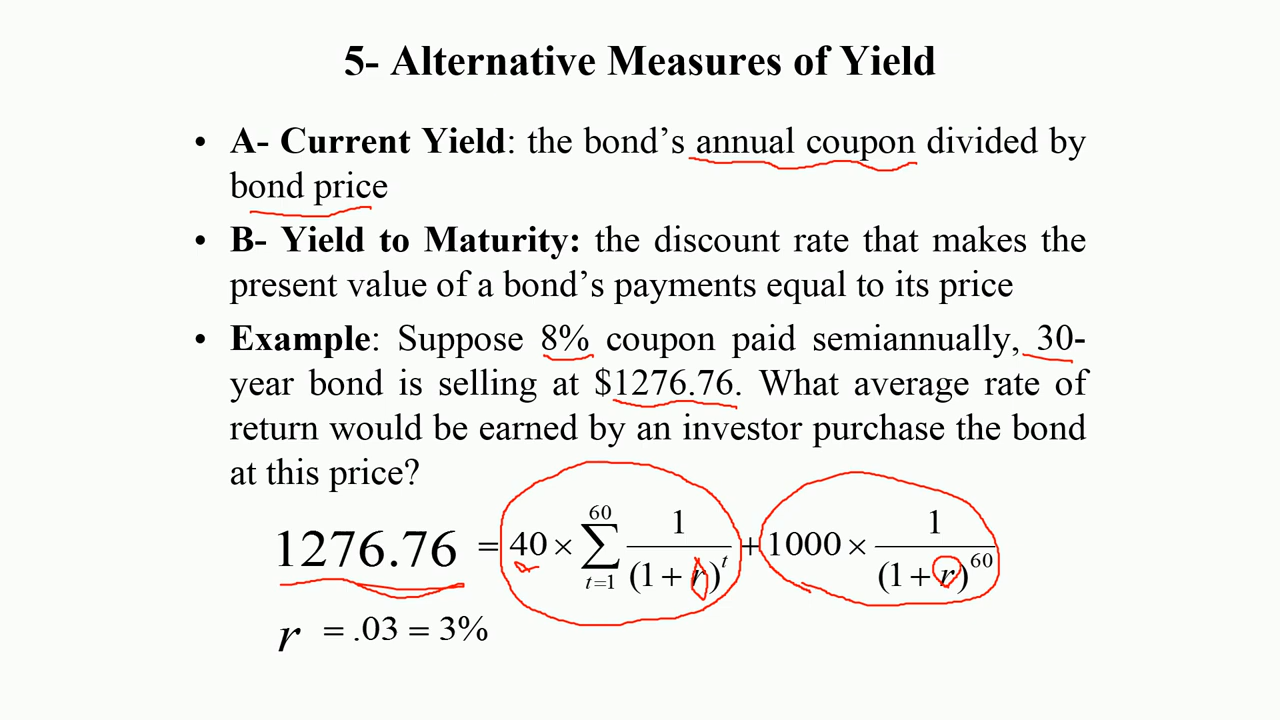 5- Alternative Measures of Yield
• A- Current Yield: the bond's annual coupon divided by
bond price
• B- Yield to Maturity: the discount rate that makes the
present value of a bond's payments equal to its price
• Example: Suppose 8% coupon paid semiannually, 30-
year bond is selling at $1276.76. What average rate of
return would be earned by an investor purchase the bond
at this price?
1276.76 = 40 × ∑_{t=1}^{60} 1/(1 + r)^t + 1000 × 1/(1 + r)^60
r = .03 = 3%